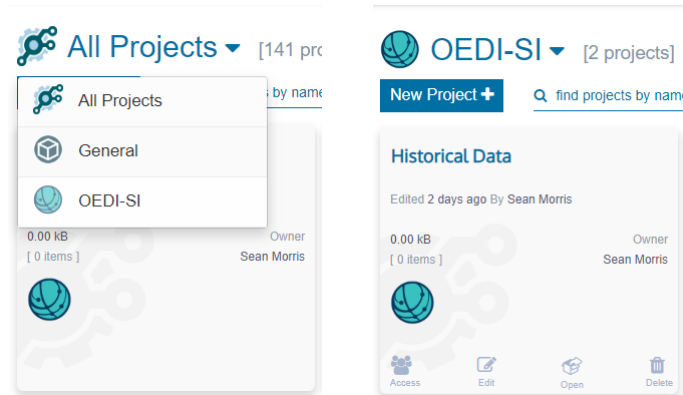 All Projects [141 pro
All Projects
by name
General
OEDI-SI
0.00 kB Owner
[ 0 items ] Sean Morris
OEDI-SI [2 projects]
New Project find projects by name
Historical Data
Edited 2 days ago By Sean Morris
0.00 kB Owner
[ 0 items ] Sean Morris
Access Edit Open Delete